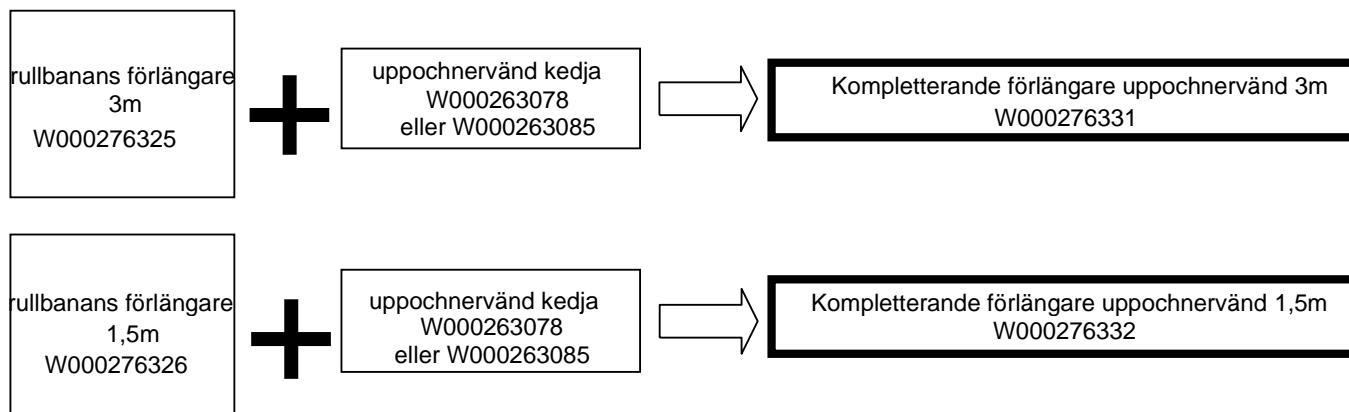 rullbanans förlängare
3m
W000276325
uppochnervänd kedja
W000263078
eller W000263085
Kompletterande förlängare uppochnervänd 3m
W000276331
rullbanans förlängare
1,5m
W000276326
uppochnervänd kedja
W000263078
eller W000263085
Kompletterande förlängare uppochnervänd 1,5m
W000276332